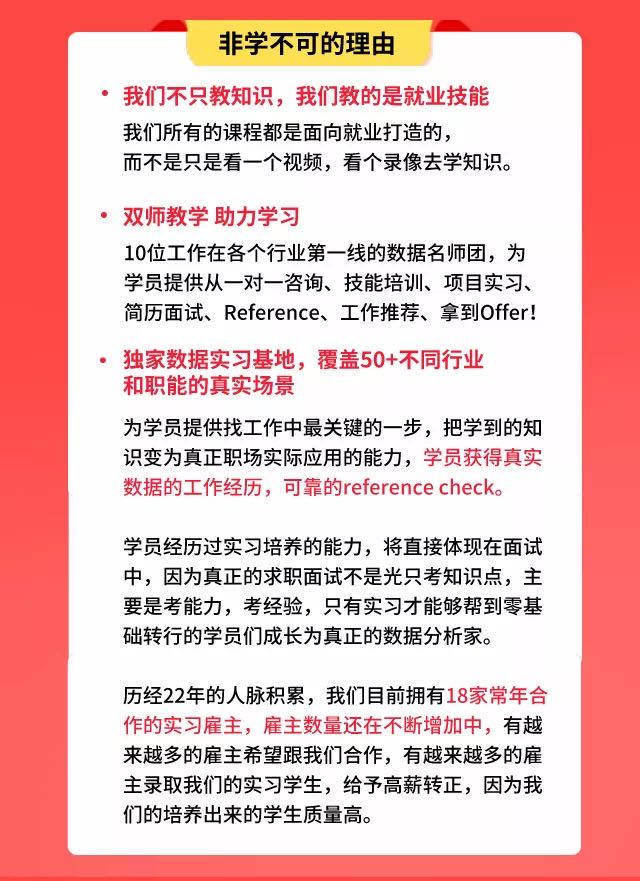 非学不可的理由
• 我们不只教知识，我们教的是就业技能
我们所有的课程都是面向就业打造的，
而不是只是看一个视频，看个录像去学知识。
• 双师教学 助力学习
10位工作在各个行业第一线的数据名师团，为
学员提供从一对一咨询、技能培训、项目实习、
简历面试、Reference、工作推荐、拿到Offer！
• 独家数据实习基地，覆盖50+不同行业
和职能的真实场景
为学员提供找工作中最关键的一步，把学到的知
识变为真正职场实际应用的能力，学员获得真实
数据的工作经历，可靠的reference check。
学员经历过实习培养的能力，将直接体现在面试
中，因为真正的求职面试不是光只考知识点，主
要是考能力，考经验，只有实习才能够帮到零基
础转行的学员们成长为真正的数据分析家。
历经22年的人脉积累，我们目前拥有18家常年合
作的实习雇主，雇主数量还在不断增加中，有越
来越多的雇主希望跟我们合作，有越来越多的雇
主录取我们的实习学生，给予高薪转正，因为我
们的培养出来的学生质量高。